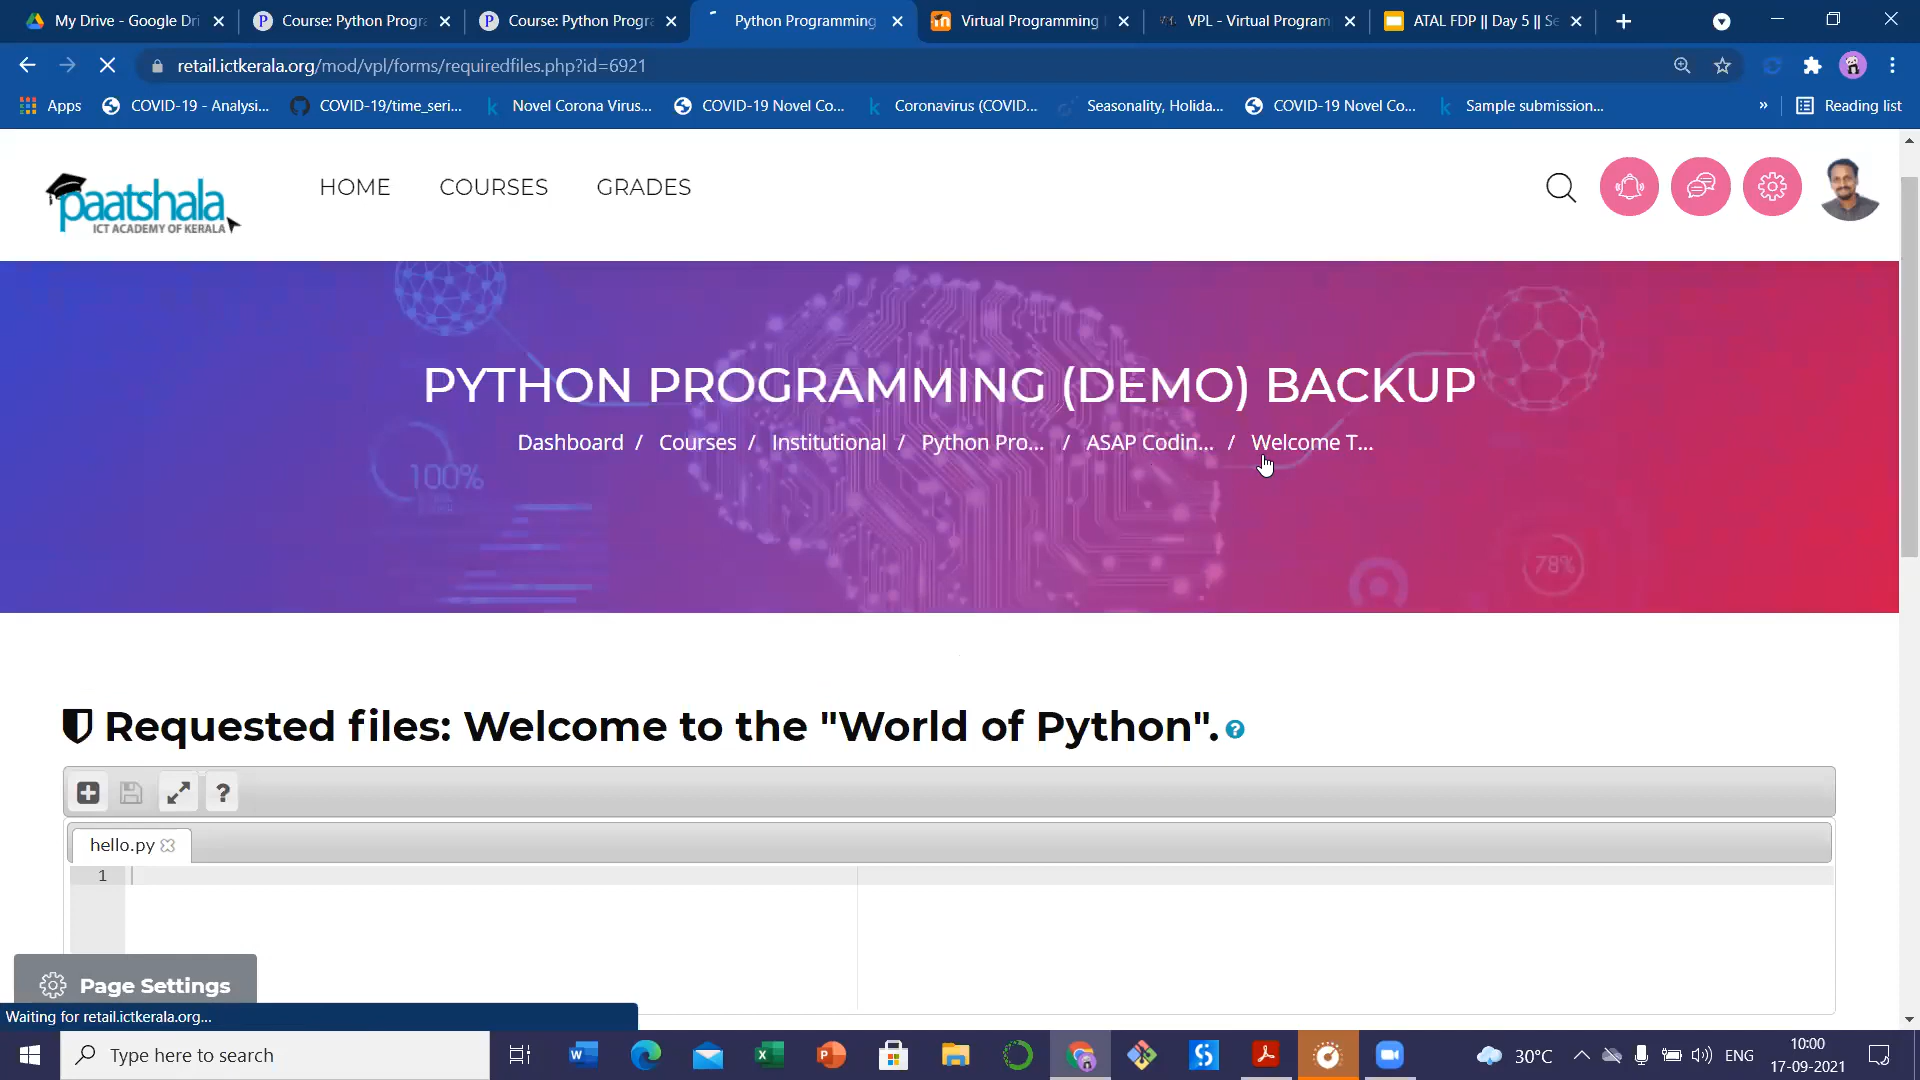 My Drive - Google Dri
Course: Python Progra
Course: Python Progra
Python Programming
Virtual Programming
VPL - Virtual Program
ATAL FDP || Day 5 || Se
retail.ictkerala.org/mod/vpl/forms/requiredfiles.php?id=6921
Apps
COVID-19 - Analysi...
COVID-19/time_seri...
Novel Corona Virus...
COVID-19 Novel Co...
Coronavirus (COVID...
Seasonality, Holida...
COVID-19 Novel Co...
Sample submission...
»
Reading list
paatshala
ICT ACADEMY OF KERALA
HOME
COURSES
GRADES
100%
78%
PYTHON PROGRAMMING (DEMO) BACKUP
Dashboard / Courses / Institutional / Python Pro... / ASAP Codin... / Welcome T...
Requested files: Welcome to the "World of Python".
hello.py
1
Page Settings
Waiting for retail.ictkerala.org...
Type here to search
30°C
ENG
10:00
17-09-2021